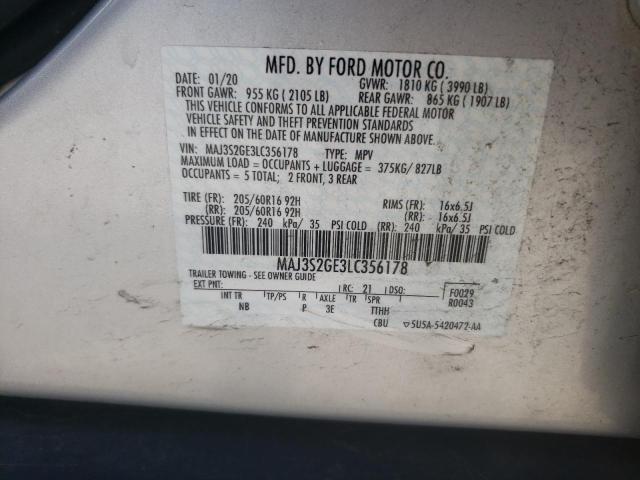 MFD. BY FORD MOTOR CO.
DATE: 01/20 GVWR: 1810 KG ( 3990 LB)
FRONT GAWR: 955 KG ( 2105 LB) REAR GAWR: 865 KG ( 1907 LB)
THIS VEHICLE CONFORMS TO ALL APPLICABLE FEDERAL MOTOR
VEHICLE SAFETY AND THEFT PREVENTION STANDARDS
IN EFFECT ON THE DATE OF MANUFACTURE SHOWN ABOVE.
VIN: MAJ3S2GE3LC356178 TYPE: MPV
MAXIMUM LOAD = OCCUPANTS + LUGGAGE = 375KG/ 827LB
OCCUPANTS = 5 TOTAL; 2 FRONT, 3 REAR
TIRE (FR): 205/60R16 92H RIMS (FR): 16x6.5J
(RR): 205/60R16 92H (RR): 16x6.5J
PRESSURE (FR): 240 kPa/ 35 PSI COLD (RR): 240 kPa/ 35 PSI COLD
MAJ3S2GE3LC356178
TRAILER TOWING - SEE OWNER GUIDE
EXT PNT: RC: 21 DSO: F0029
INT TR TP/PS R AXLE TR SPR R0043
NB P 3E TTHH
CBU 5U5A-5420472-AA